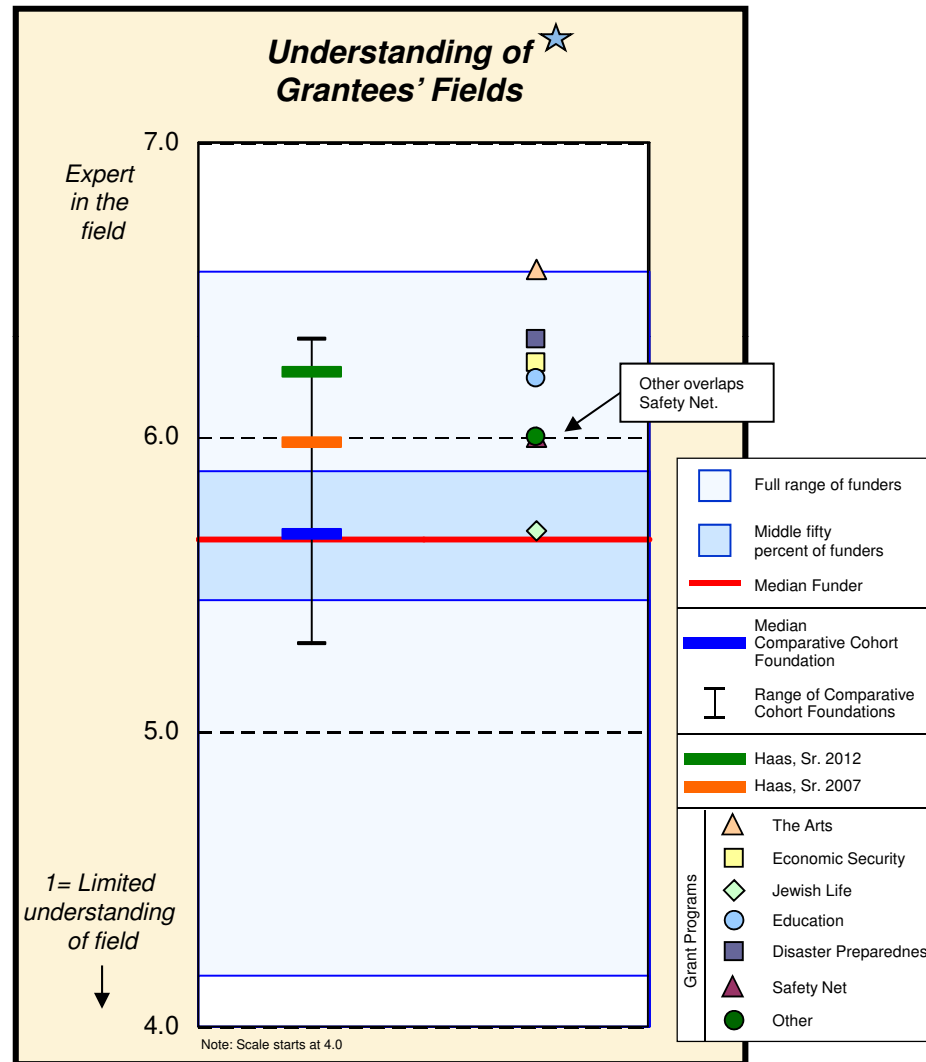 Understanding of
Grantees’ Fields
7.0
Expert
in the
field
Other overlaps
Safety Net.
6.0
5.0
1= Limited
understanding
of field
4.0
Note: Scale starts at 4.0
Full range of funders
Middle fifty
percent of funders
Median Funder
Median
Comparative Cohort
Foundation
Range of Comparative
Cohort Foundations
Haas, Sr. 2012
Haas, Sr. 2007
Grant Programs
The Arts
Economic Security
Jewish Life
Education
Disaster Preparednes
Safety Net
Other